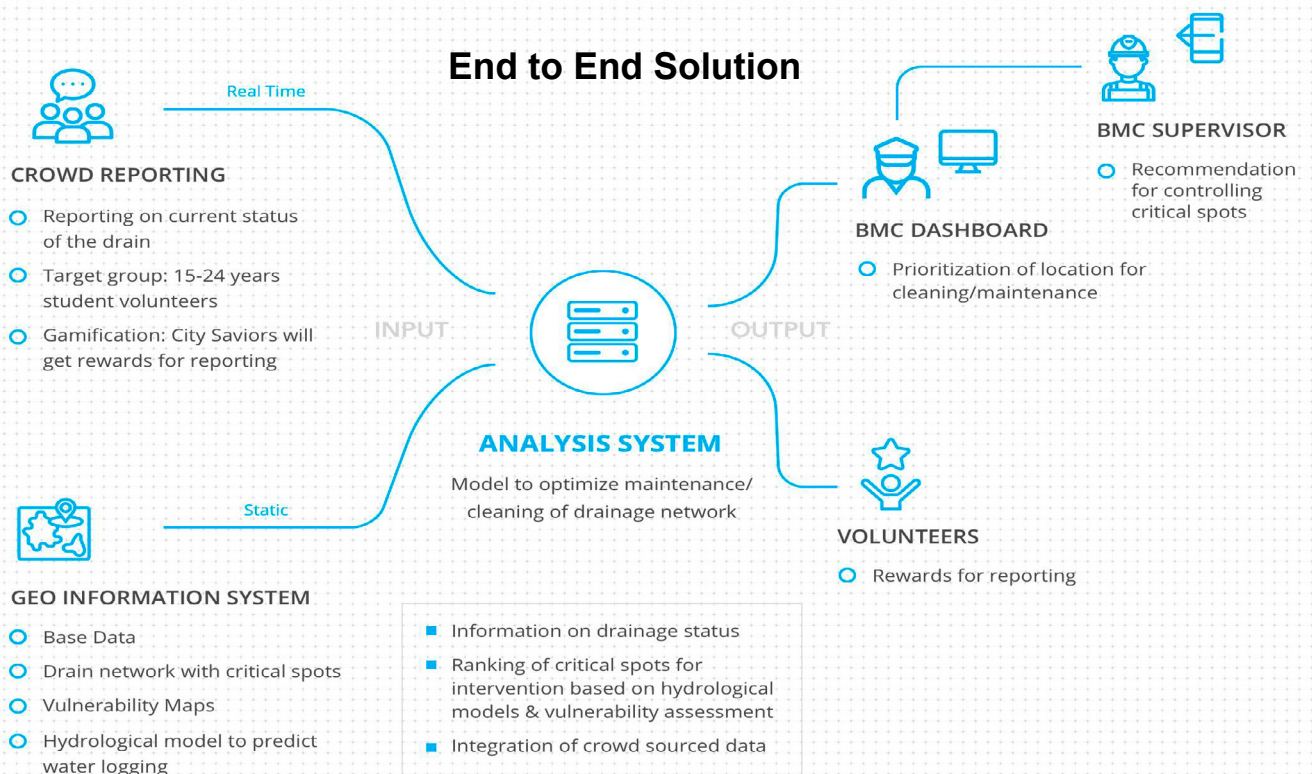 End to End Solution
Real Time
CROWD REPORTING
Reporting on current status
of the drain
Target group: 15-24 years
student volunteers
Gamification: City Saviors will
get rewards for reporting
INPUT
Static
GEO INFORMATION SYSTEM
Base Data
Drain network with critical spots
Vulnerability Maps
Hydrological model to predict
water logging
ANALYSIS SYSTEM
Model to optimize maintenance/
cleaning of drainage network
Information on drainage status
Ranking of critical spots for
intervention based on hydrological
models & vulnerability assessment
Integration of crowd sourced data
OUTPUT
BMC DASHBOARD
Prioritization of location for
cleaning/maintenance
BMC SUPERVISOR
Recommendation
for controlling
critical spots
VOLUNTEERS
Rewards for reporting